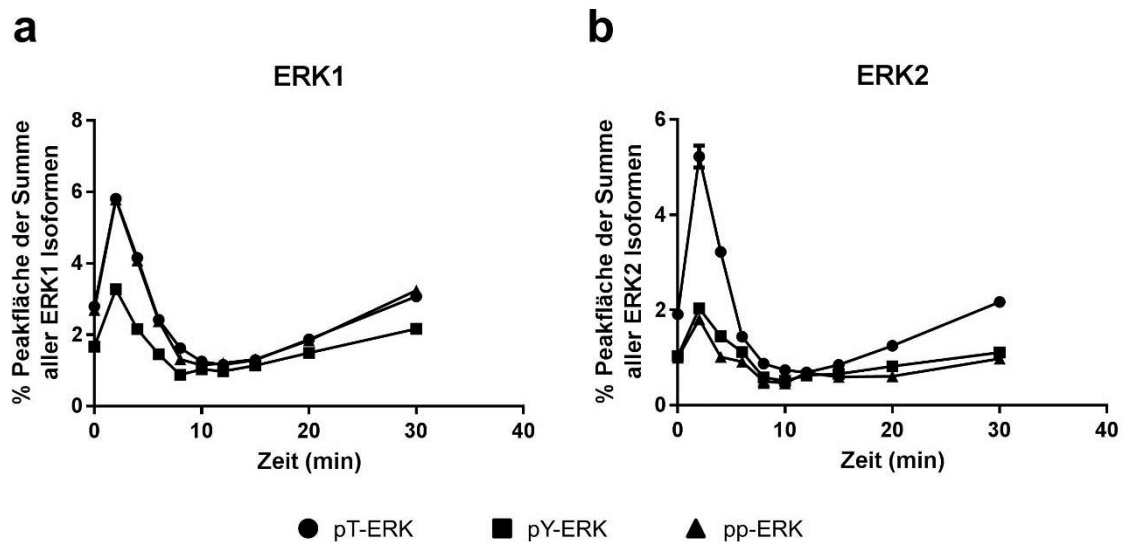 a
ERK1
% Peakfläche der Summe
aller ERK1 Isoformen
8
6
4
2
0
0 10 20 30 40
Zeit (min)
b
ERK2
% Peakfläche der Summe
aller ERK2 Isoformen
6
4
2
0
0 10 20 30 40
Zeit (min)
pT-ERK pY-ERK pp-ERK